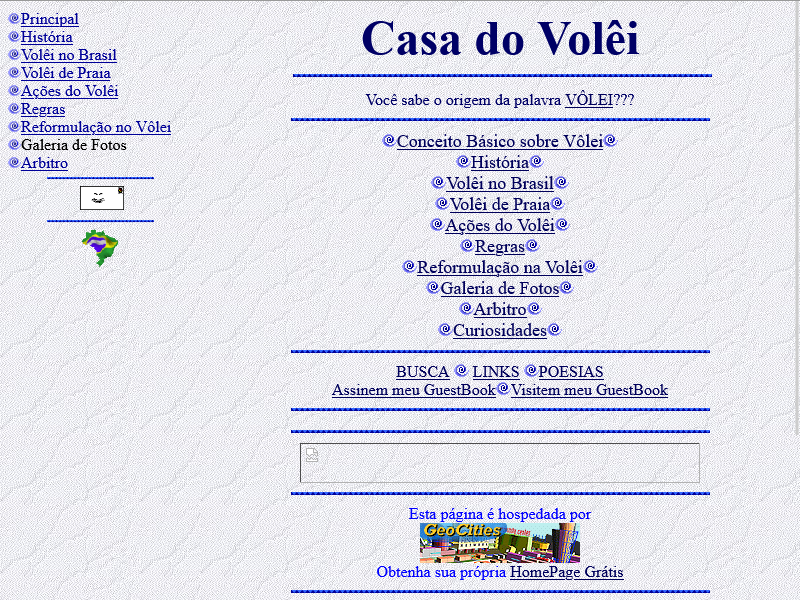 Principal
História
Volêi no Brasil
Volêi de Praia
Ações do Volêi
Regras
Reformulação no Vôlei
Galeria de Fotos
Arbitro
Casa do Volêi
Você sabe o origem da palavra VÔLEI???
Conceito Básico sobre Vôlei
História
Volêi no Brasil
Volêi de Praia
Ações do Volêi
Regras
Reformulação na Volêi
Galeria de Fotos
Arbitro
Curiosidades
BUSCA LINKS POESIAS
Assinem meu GuestBook Visitem meu GuestBook
Esta página é hospedada por
GeoCities
Obtenha sua própria HomePage Grátis